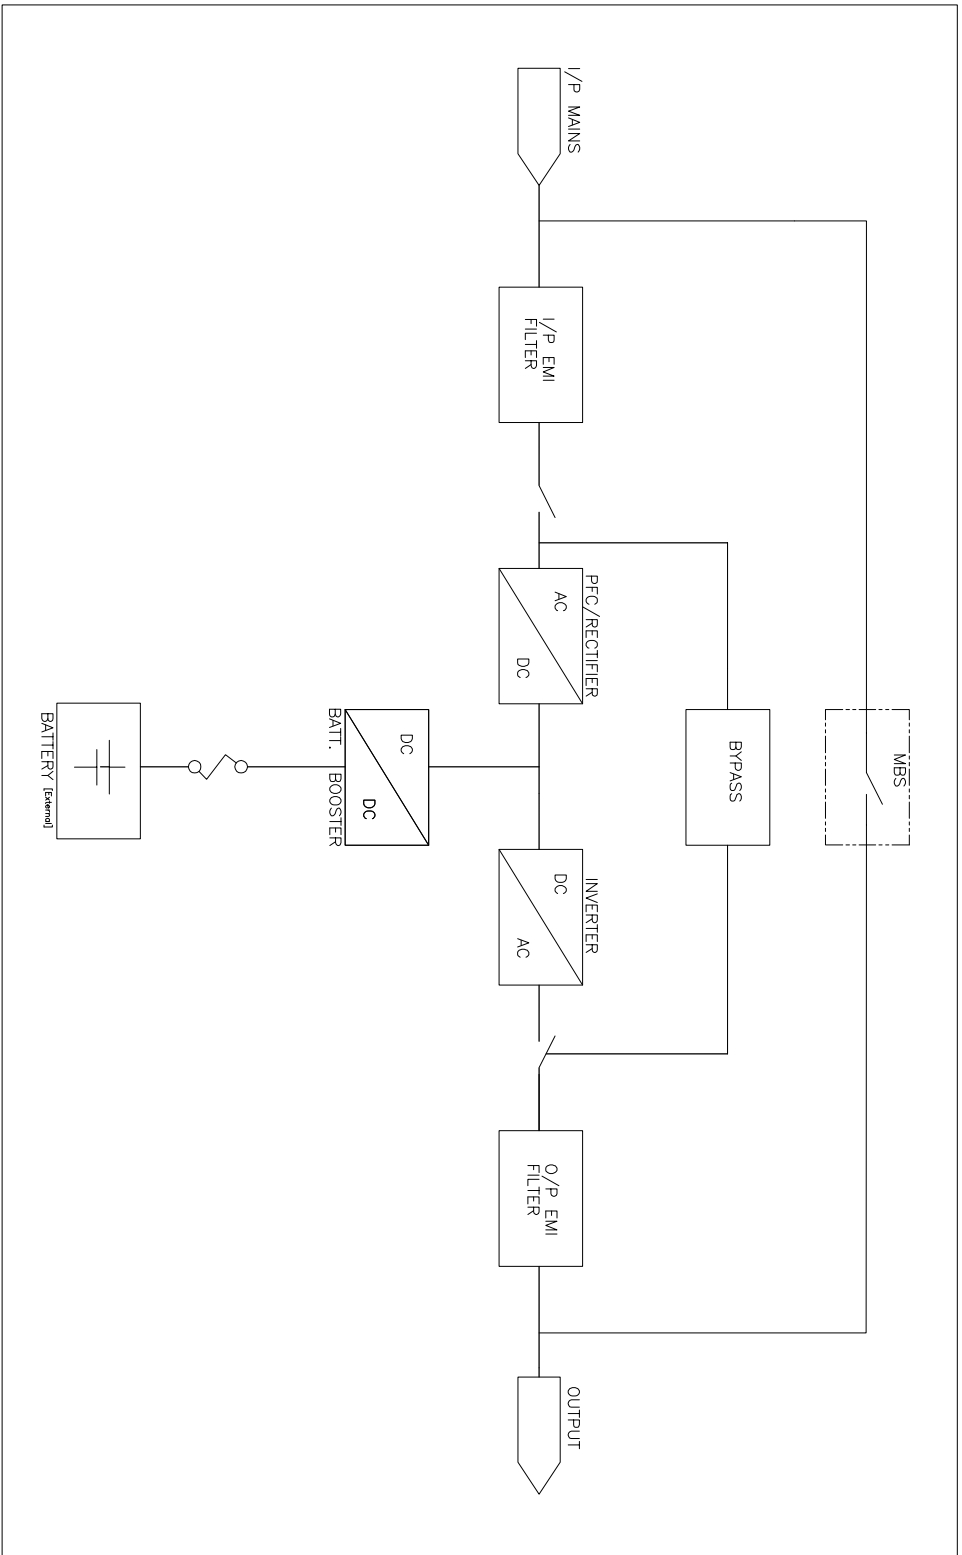 MBS
BYPASS
I/P MAINS
I/P EMI
FILTER
PFC/RECTIFIER
AC
DC
INVERTER
DC
AC
O/P EMI
FILTER
OUTPUT
DC
DC
BATT. BOOSTER
BATTERY [External]